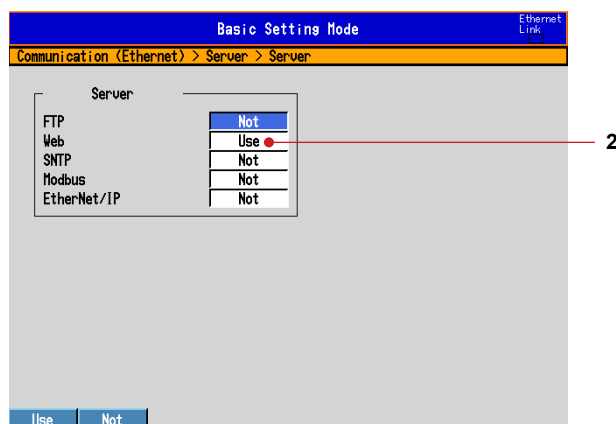 Basic Setting Mode
Ethernet
Link
Communication (Ethernet) > Server > Server
Server
FTP Not
Web Use
2
SNTP Not
Modbus Not
EtherNet/IP Not
Use Not